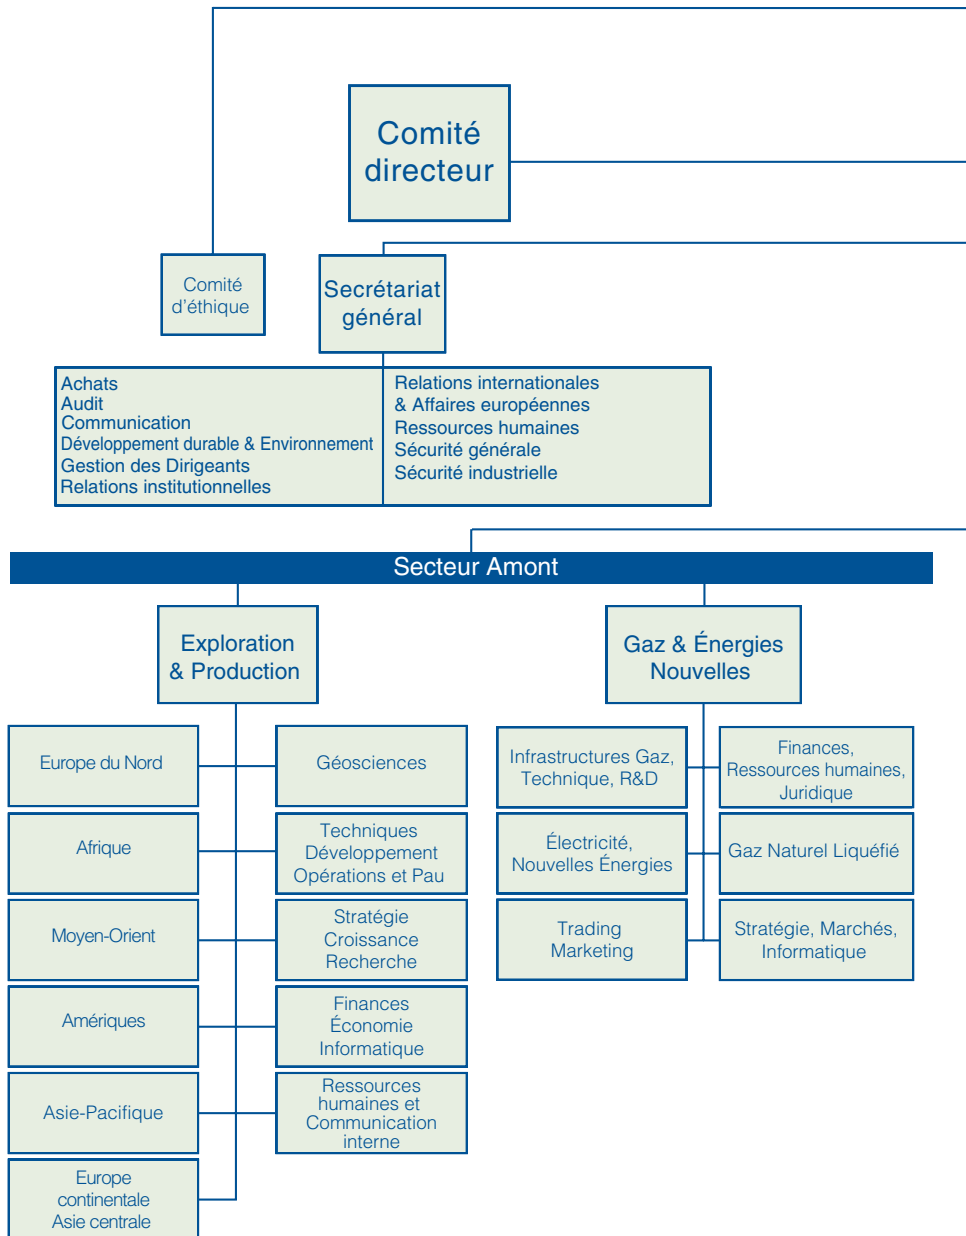 Comité
directeur
Comité
d'éthique
Secrétariat
général
Achats
Audit
Communication
Développement durable & Environnement
Gestion des Dirigeants
Relations institutionnelles
Relations internationales
& Affaires européennes
Ressources humaines
Sécurité générale
Sécurité industrielle
Secteur Amont
Exploration
& Production
Europe du Nord
Géosciences
Afrique
Techniques
Développement
Opérations et Pau
Moyen-Orient
Stratégie
Croissance
Recherche
Amériques
Finances
Économie
Informatique
Asie-Pacifique
Ressources
humaines et
Communication
interne
Europe
continentale
Asie centrale
Gaz & Énergies
Nouvelles
Infrastructures Gaz,
Technique, R&D
Finances,
Ressources humaines,
Juridique
Électricité,
Nouvelles Énergies
Gaz Naturel Liquéfié
Trading
Marketing
Stratégie, Marchés,
Informatique